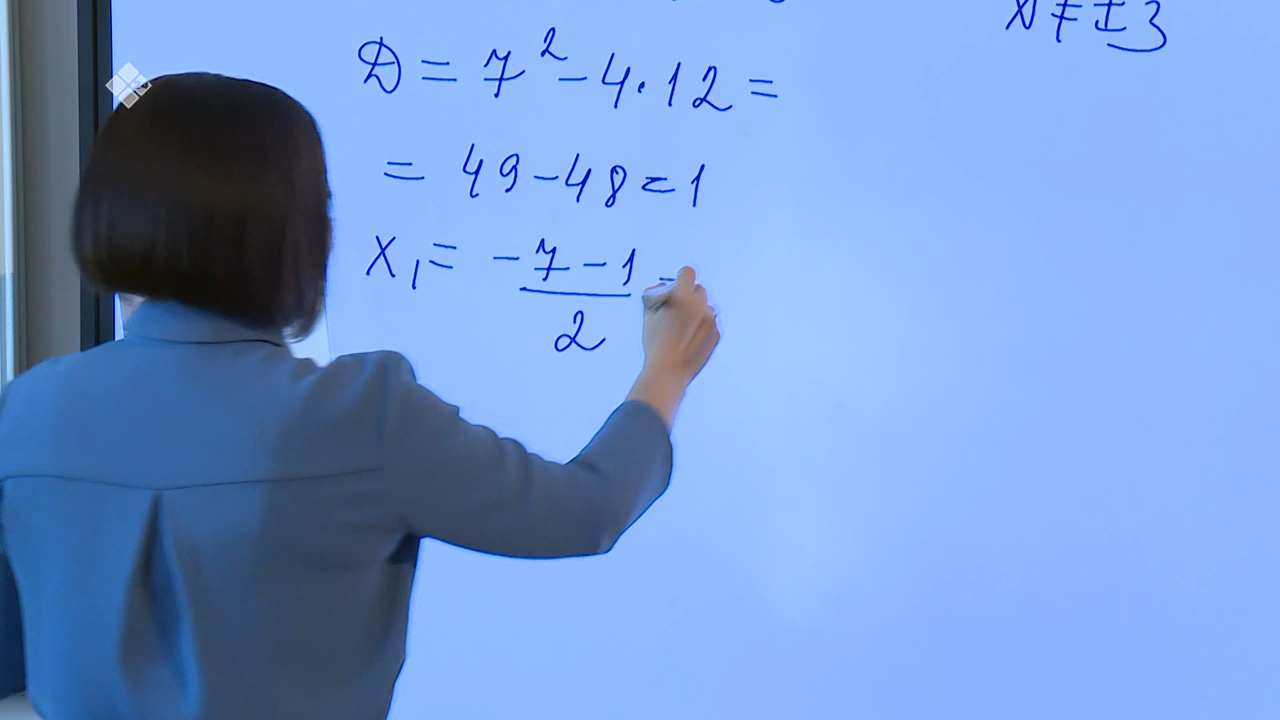 x ≠ ±3
D = 7² - 4 · 12 =
= 49 - 48 = 1
x₁ = (-7 - 1)/2